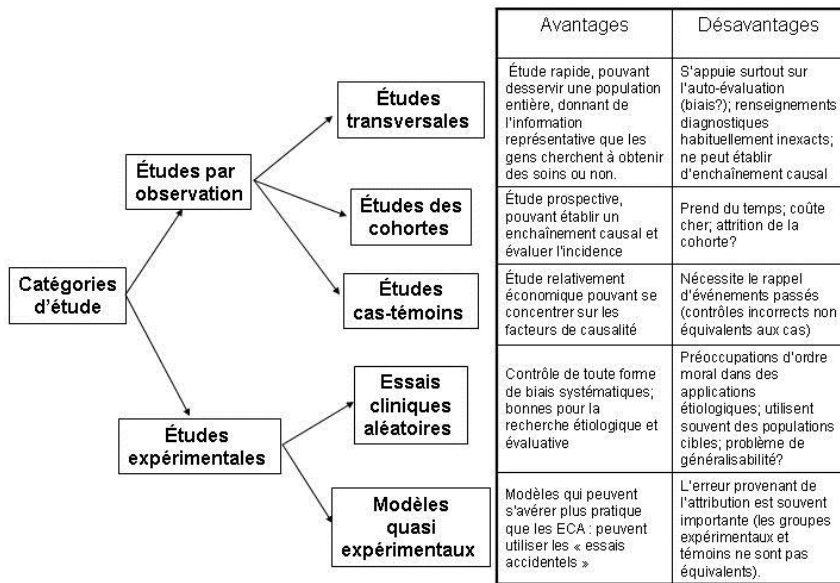 Avantages
Désavantages
Études
transversales
Étude rapide, pouvant
desservir une population
entière, donnant de
l'information
représentative que les
gens cherchent à obtenir
des soins ou non.
S'appuie surtout sur
l'auto-évaluation
(biais?); renseignements
diagnostiques
habituellement inexacts;
ne peut établir
d'enchaînement causal
Études par
observation
Études des
cohortes
Étude prospective,
pouvant établir un
enchaînement causal et
évaluer l'incidence
Prend du temps; coûte
cher; attrition de la
cohorte?
Catégories
d'étude
Études
cas-témoins
Étude relativement
économique pouvant se
concentrer sur les
facteurs de causalité
Nécessite le rappel
d'événements passés
(contrôles incorrects non
équivalents aux cas)
Essais
cliniques
aléatoires
Contrôle de toute forme
de biais systématiques;
bonnes pour la
recherche étiologique et
évaluative
Préoccupations d'ordre
moral dans des
applications
étiologiques; utilisent
souvent des populations
cibles; problème de
généralisabilité?
Études
expérimentales
Modèles
quasi
expérimentaux
Modèles qui peuvent
s'avérer plus pratique
que les ECA : peuvent
utiliser les « essais
accidentels »
L'erreur provenant de
l'attribution est souvent
importante (les groupes
expérimentaux et
témoins ne sont pas
équivalents).